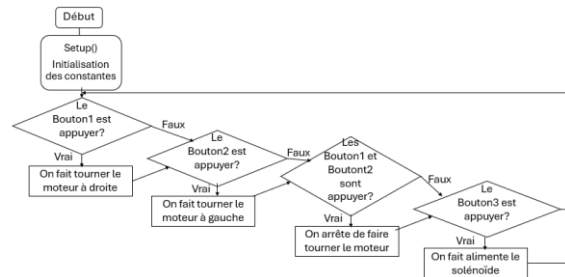 Début
Setup()
Initialisation
des constantes
Le
Bouton1 est
appuyer?
Faux
Vrai
On fait tourner le
moteur à droite
Le
Bouton2 est
appuyer?
Faux
Vrai
On fait tourner le
moteur à gauche
Les
Bouton1 et
Boutont2
sont
appuyer?
Faux
Vrai
On arrête de faire
tourner le moteur
Le
Bouton3 est
appuyer?
Vrai
On fait alimente le
solénoïde